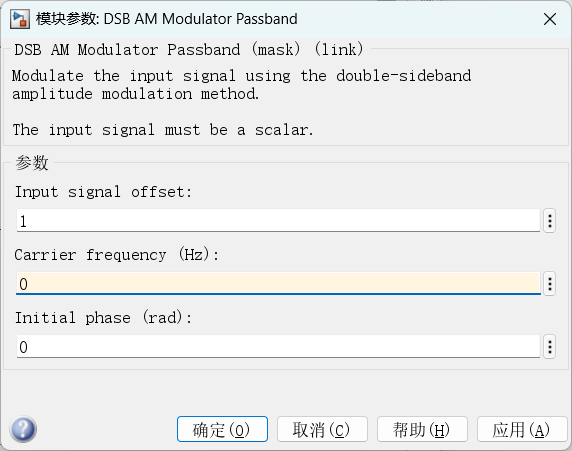 模块参数: DSB AM Modulator Passband
DSB AM Modulator Passband (mask) (link)
Modulate the input signal using the double-sideband
amplitude modulation method.
The input signal must be a scalar.
参数
Input signal offset:
1
Carrier frequency (Hz):
0
Initial phase (rad):
0
确定(O) 取消(C) 帮助(H) 应用(A)